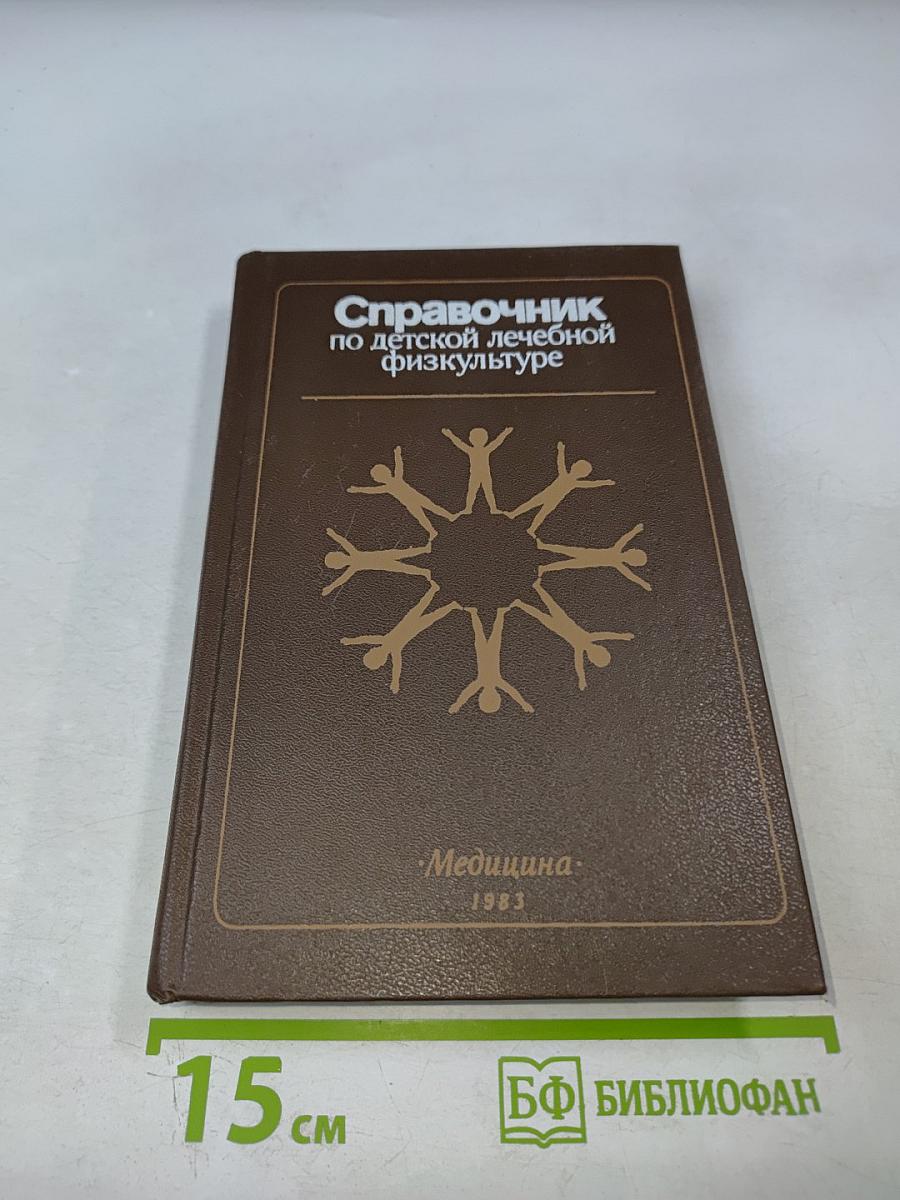 Справочник
по детской лечебной
физкультуре
·Медицина·
1983
15 см
БФ БИБЛИОФАН